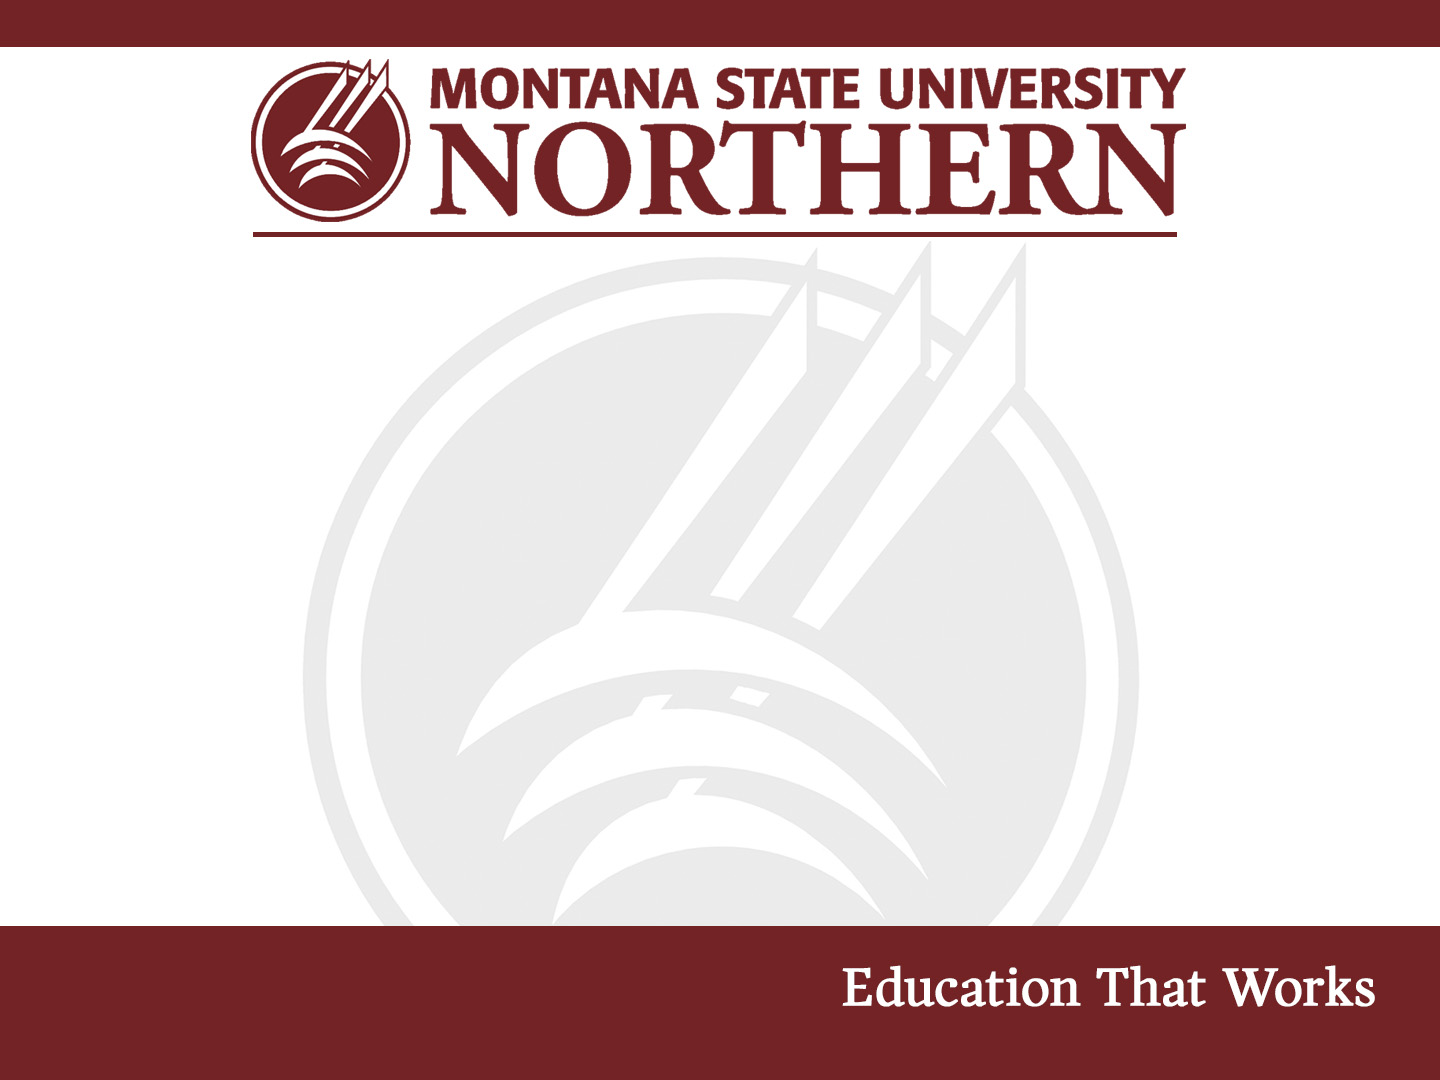 MONTANA STATE UNIVERSITY
NORTHERN
Education That Works